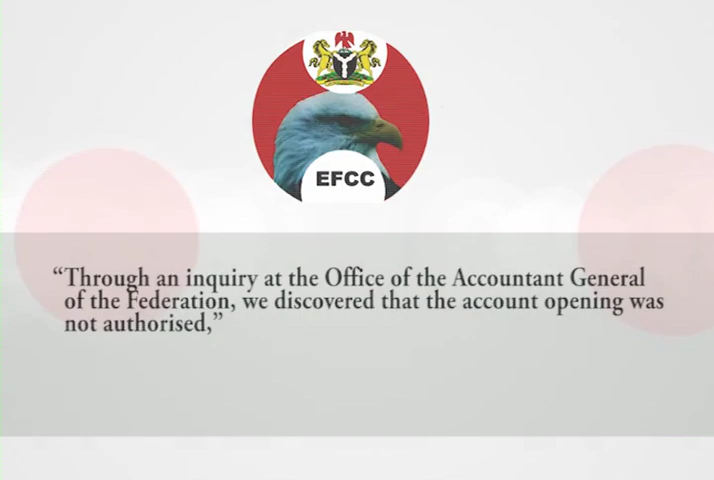 EFCC
“Through an inquiry at the Office of the Accountant General
of the Federation, we discovered that the account opening was
not authorised,”